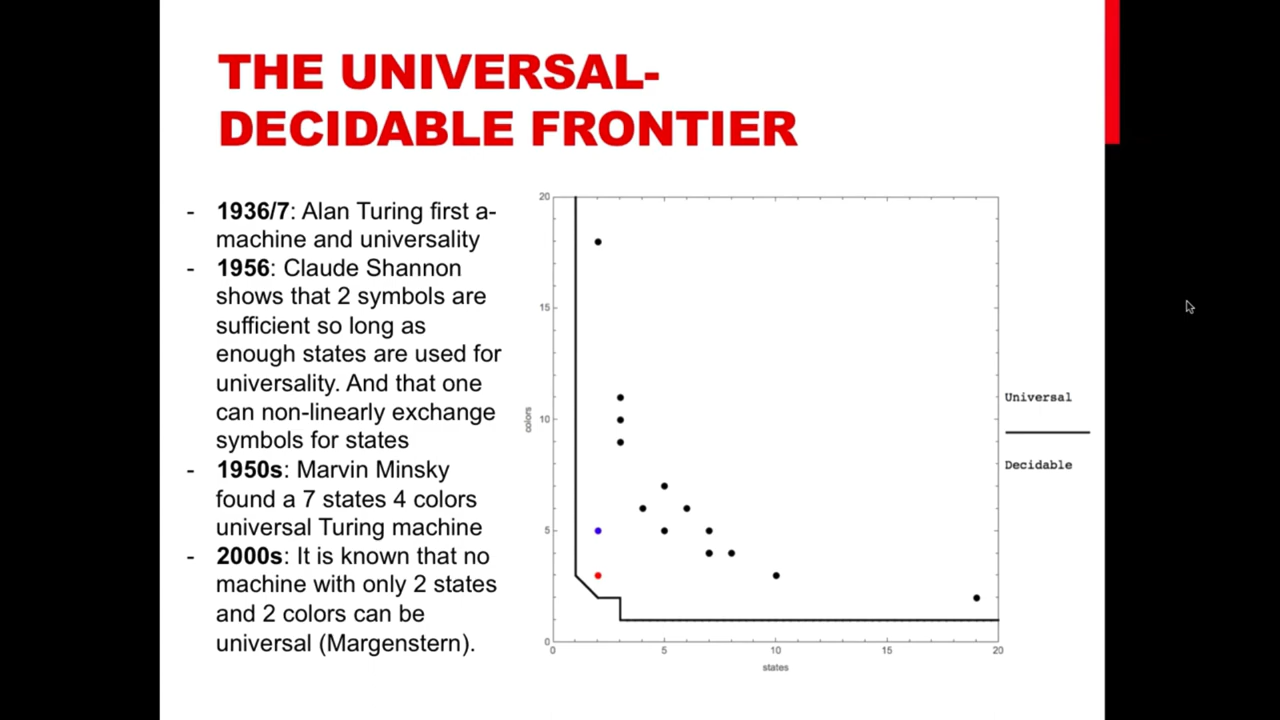 THE UNIVERSAL-
DECIDABLE FRONTIER
- 1936/7: Alan Turing first a-
machine and universality
- 1956: Claude Shannon
shows that 2 symbols are
sufficient so long as
enough states are used for
universality. And that one
can non-linearly exchange
symbols for states
- 1950s: Marvin Minsky
found a 7 states 4 colors
universal Turing machine
- 2000s: It is known that no
machine with only 2 states
and 2 colors can be
universal (Margenstern).
20
15
10
5
0
colors
0 5 10 15 20
states
Universal
Decidable